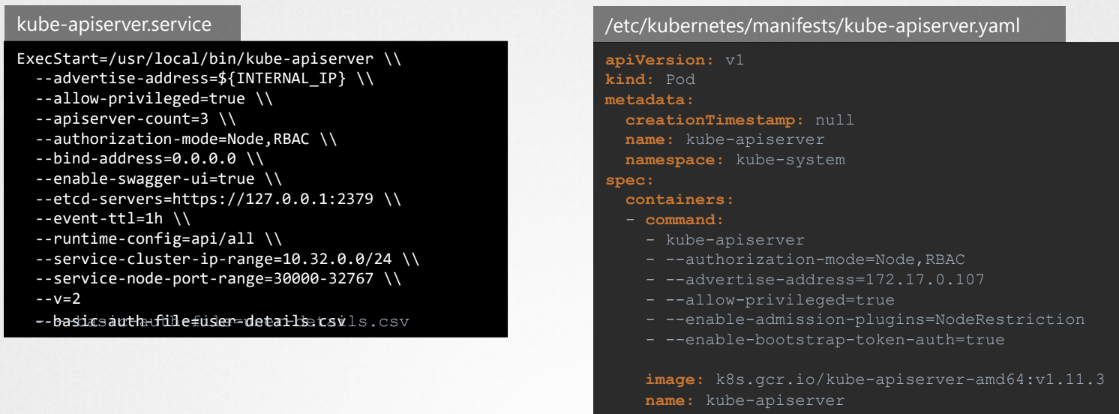 kube-apiserver.service
ExecStart=/usr/local/bin/kube-apiserver \\
--advertise-address=${INTERNAL_IP} \\
--allow-privileged=true \\
--apiserver-count=3 \\
--authorization-mode=Node,RBAC \\
--bind-address=0.0.0.0 \\
--enable-swagger-ui=true \\
--etcd-servers=https://127.0.0.1:2379 \\
--event-ttl=1h \\
--runtime-config=api/all \\
--service-cluster-ip-range=10.32.0.0/24 \\
--service-node-port-range=30000-32767 \\
--v=2
--basic-auth-file=user-details.csv
/etc/kubernetes/manifests/kube-apiserver.yaml
apiVersion: v1
kind: Pod
metadata:
creationTimestamp: null
name: kube-apiserver
namespace: kube-system
spec:
containers:
- command:
- kube-apiserver
- --authorization-mode=Node,RBAC
- --advertise-address=172.17.0.107
- --allow-privileged=true
- --enable-admission-plugins=NodeRestriction
- --enable-bootstrap-token-auth=true
image: k8s.gcr.io/kube-apiserver-amd64:v1.11.3
name: kube-apiserver